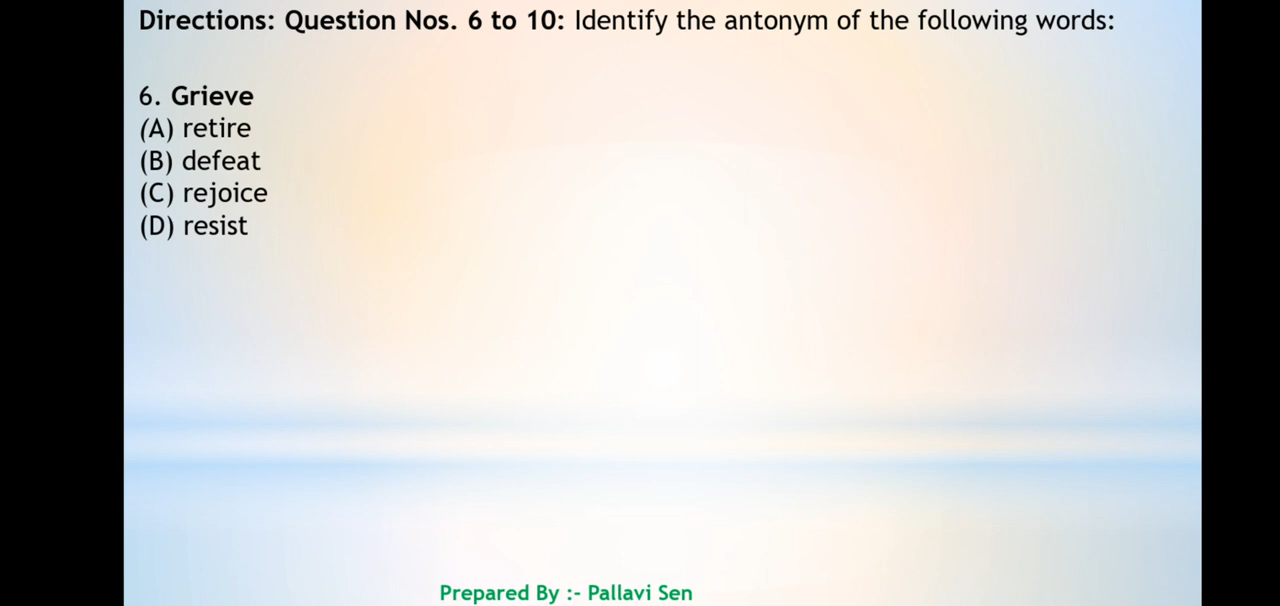 Directions: Question Nos. 6 to 10: Identify the antonym of the following words:
6. Grieve
(A) retire
(B) defeat
(C) rejoice
(D) resist
Prepared By :- Pallavi Sen